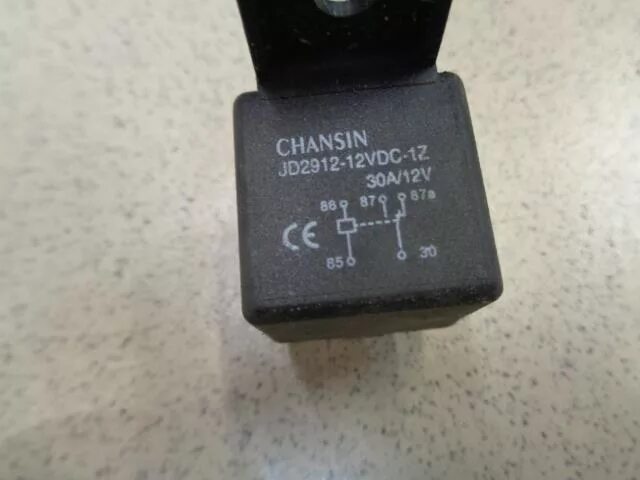 CHANSIN
JD2912-12VDC-1Z
30A/12V
86 87 87a
CE
85 30